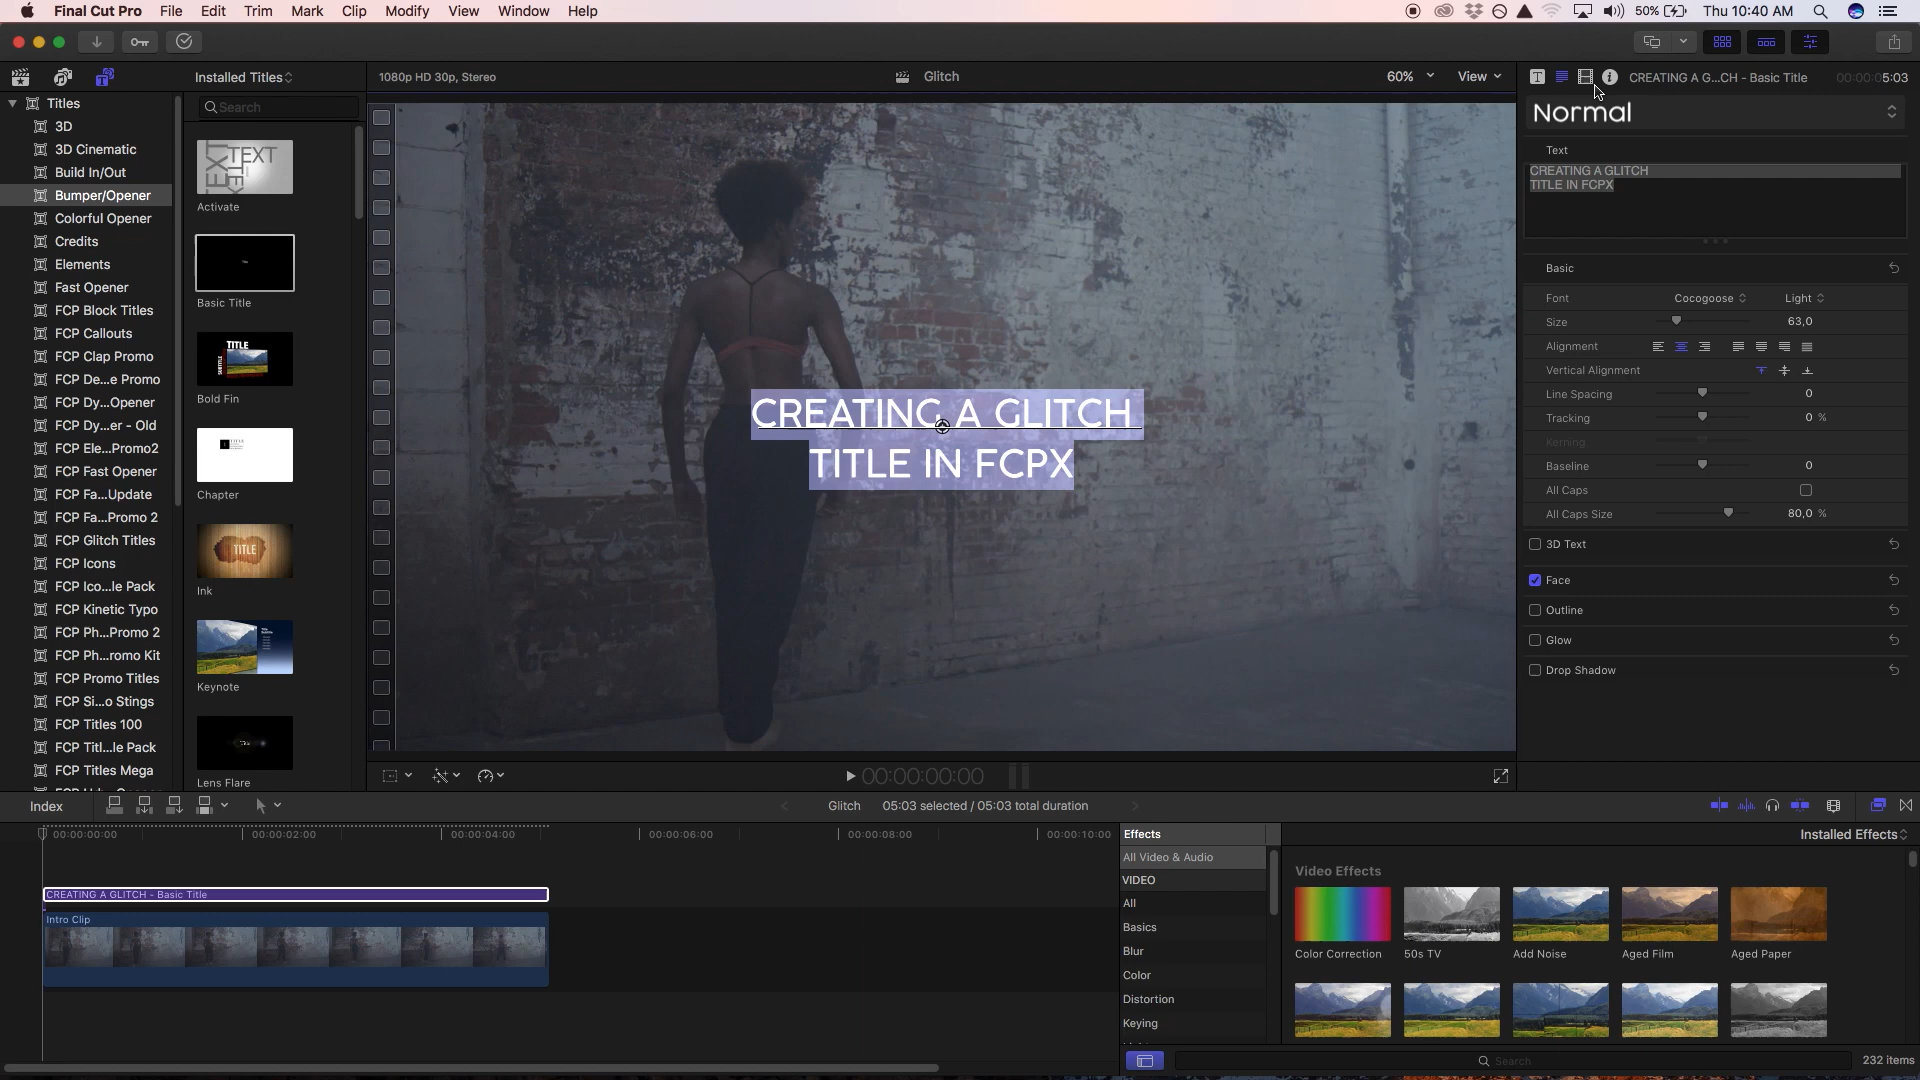 Final Cut Pro File Edit Trim Mark Clip Modify View Window Help
50% Thu 10:40 AM
Installed Titles
1080p HD 30p, Stereo
Glitch
60%
View
CREATING A G...CH - Basic Title
00:00:05:03
Titles
3D
3D Cinematic
Build In/Out
Bumper/Opener
Colorful Opener
Credits
Elements
Fast Opener
FCP Block Titles
FCP Callouts
FCP Clap Promo
FCP De...e Promo
FCP Dy...Opener
FCP Dy...er - Old
FCP Ele...Promo2
FCP Fast Opener
FCP Fa...Update
FCP Fa...Promo 2
FCP Glitch Titles
FCP Icons
FCP Ico...le Pack
FCP Kinetic Typo
FCP Ph...Promo 2
FCP Ph...romo Kit
FCP Promo Titles
FCP Si...o Stings
FCP Titles 100
FCP Titl...le Pack
FCP Titles Mega
Search
TEXT
Activate
Basic Title
TITLE
Bold Fin
Chapter
TITLE
Ink
Keynote
Lens Flare
CREATING A GLITCH
TITLE IN FCPX
Normal
Text
CREATING A GLITCH
TITLE IN FCPX
Basic
Font Cocogoose Light
Size 63,0
Alignment
Vertical Alignment
Line Spacing 0
Tracking 0 %
Kerning
Baseline 0
All Caps
All Caps Size 80,0 %
3D Text
Face
Outline
Glow
Drop Shadow
00:00:00:00
Index
Glitch 05:03 selected / 05:03 total duration
00:00:00:00 00:00:02:00 00:00:04:00 00:00:06:00 00:00:08:00 00:00:10:00
CREATING A GLITCH - Basic Title
Intro Clip
Effects
Installed Effects
All Video & Audio
VIDEO
All
Basics
Blur
Color
Distortion
Keying
Video Effects
Color Correction
50s TV
Add Noise
Aged Film
Aged Paper
Search
232 items